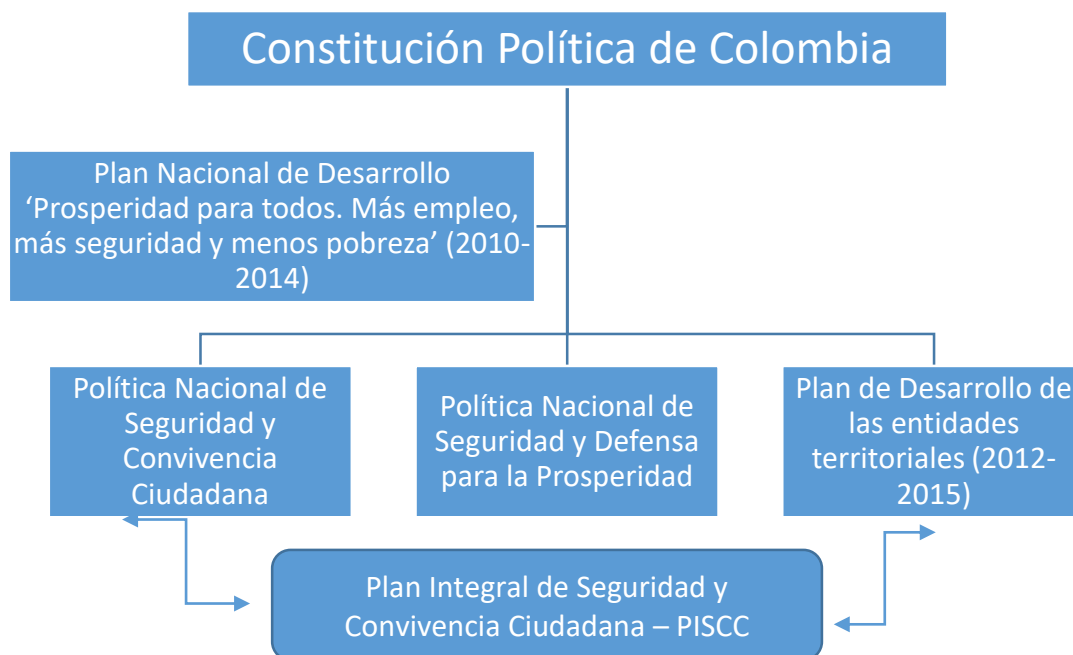 Constitución Política de Colombia
Plan Nacional de Desarrollo
‘Prosperidad para todos. Más empleo,
más seguridad y menos pobreza’ (2010-
2014)
Política Nacional de
Seguridad y
Convivencia
Ciudadana
Política Nacional de
Seguridad y Defensa
para la Prosperidad
Plan de Desarrollo de
las entidades
territoriales (2012-
2015)
Plan Integral de Seguridad y
Convivencia Ciudadana – PISCC